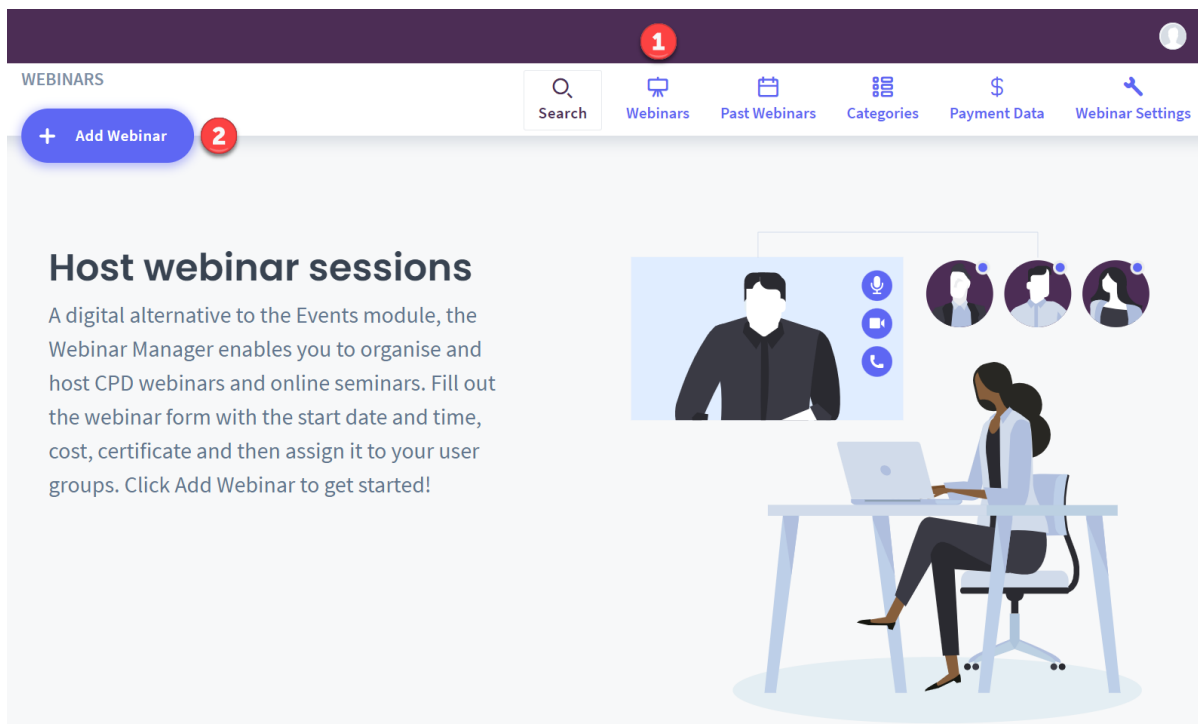 1
WEBINARS
Search
Webinars
Past Webinars
Categories
Payment Data
Webinar Settings
+ Add Webinar
2
Host webinar sessions
A digital alternative to the Events module, the
Webinar Manager enables you to organise and
host CPD webinars and online seminars. Fill out
the webinar form with the start date and time,
cost, certificate and then assign it to your user
groups. Click Add Webinar to get started!